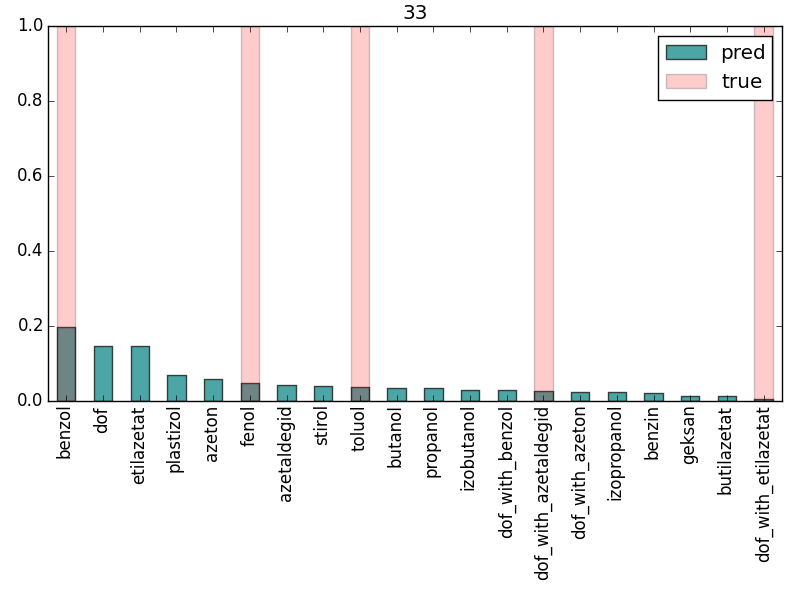 33
1.0
0.8
0.6
0.4
0.2
0.0
pred
true
benzol
dof
etilazetat
plastizol
azeton
fenol
azetaldegid
stirol
toluol
butanol
propanol
izobutanol
dof_with_benzol
dof_with_azetaldegid
dof_with_azeton
izopropanol
benzin
geksan
butilazetat
dof_with_etilazetat